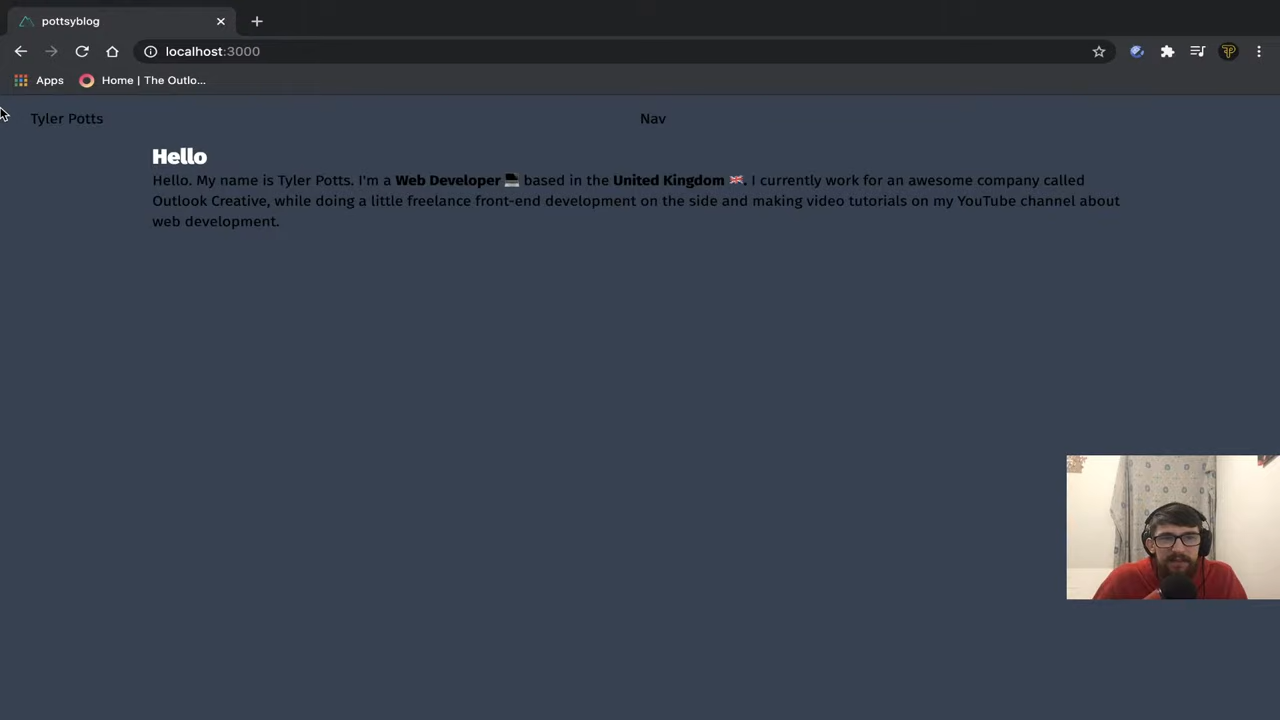 pottsyblog
localhost:3000
Apps
Home | The Outlo...
Tyler Potts
Nav
Hello
Hello. My name is Tyler Potts. I'm a Web Developer 💻 based in the United Kingdom 🇬🇧. I currently work for an awesome company called
Outlook Creative, while doing a little freelance front-end development on the side and making video tutorials on my YouTube channel about
web development.